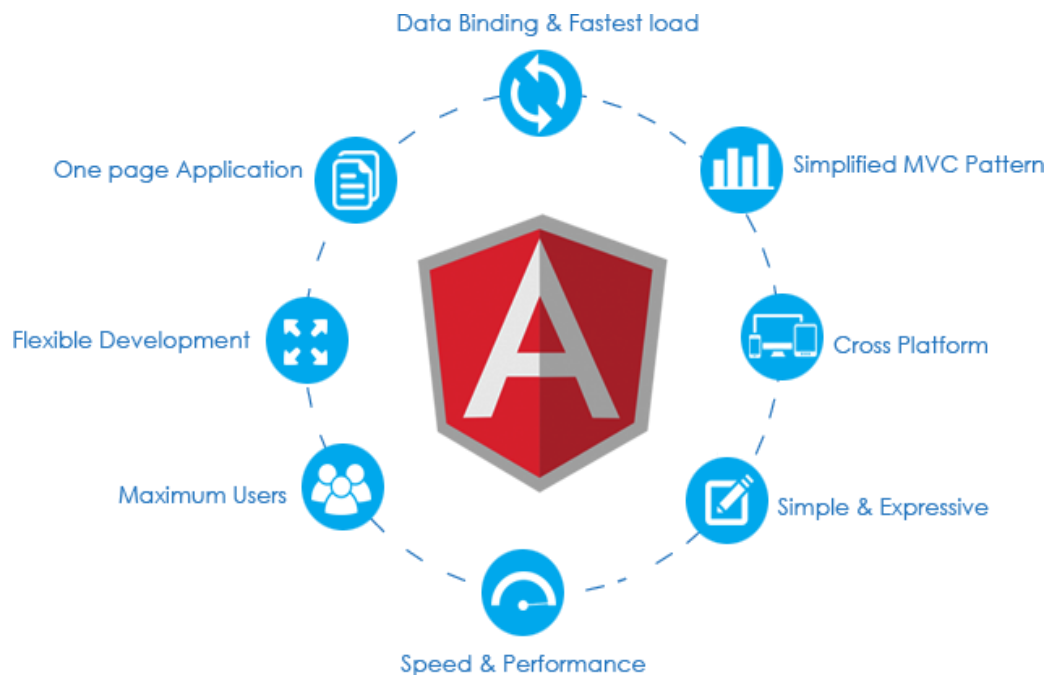 Data Binding & Fastest load
One page Application
Simplified MVC Pattern
Flexible Development
Cross Platform
Maximum Users
Simple & Expressive
Speed & Performance
A